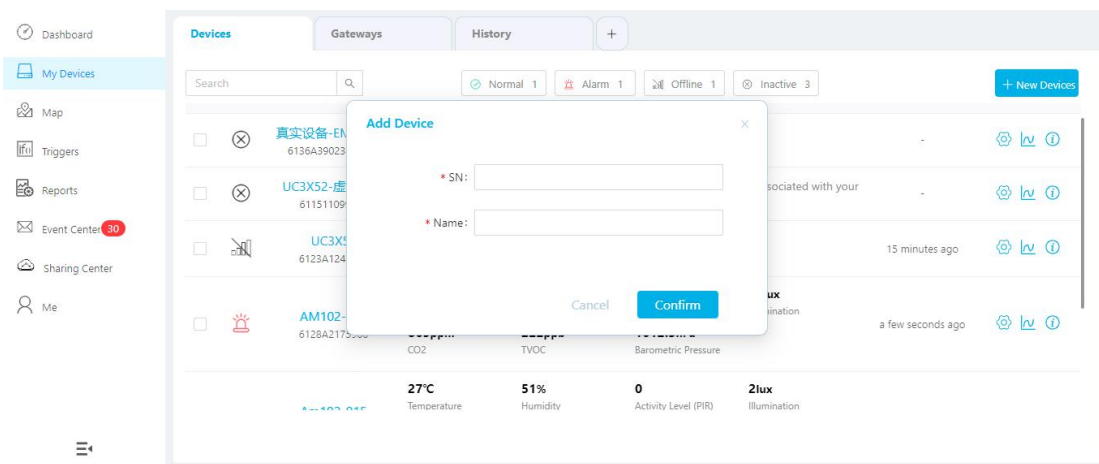 Dashboard
My Devices
Map
Triggers
Reports
Event Center 30
Sharing Center
Me
Devices
Gateways
History
+
Search
Normal 1
Alarm 1
Offline 1
Inactive 3
+ New Devices
Add Device
×
* SN:
* Name:
Cancel
Confirm
真实设备-EM
6136A39023
-
UC3X52-虚
61151109
sociated with your
-
UC3X5
6123A124
15 minutes ago
AM102-
6128A2175
lux
ination
a few seconds ago
CO2
TVOC
Barometric Pressure
27℃
51%
0
2lux
Temperature
Humidity
Activity Level (PIR)
Illumination